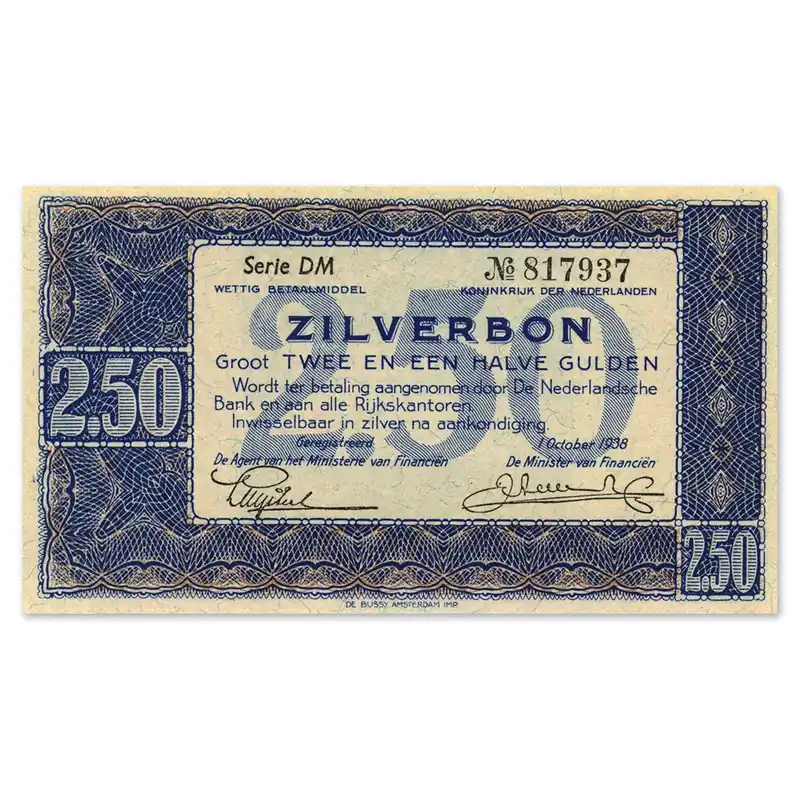 Serie DM № 817937
WETTIG BETAALMIDDEL KONINKRIJK DER NEDERLANDEN
2.50
ZILVERBON
Groot TWEE EN EEN HALVE GULDEN
Wordt ter betaling aangenomen door De Nederlandsche
Bank en aan alle Rijkskantoren.
Inwisselbaar in zilver na aankondiging.
Geregistreerd 1 October 1938
De Agent van het Ministerie van Financiën De Minister van Financiën
2.50
2.50
DE BUSSY AMSTERDAM IMP.